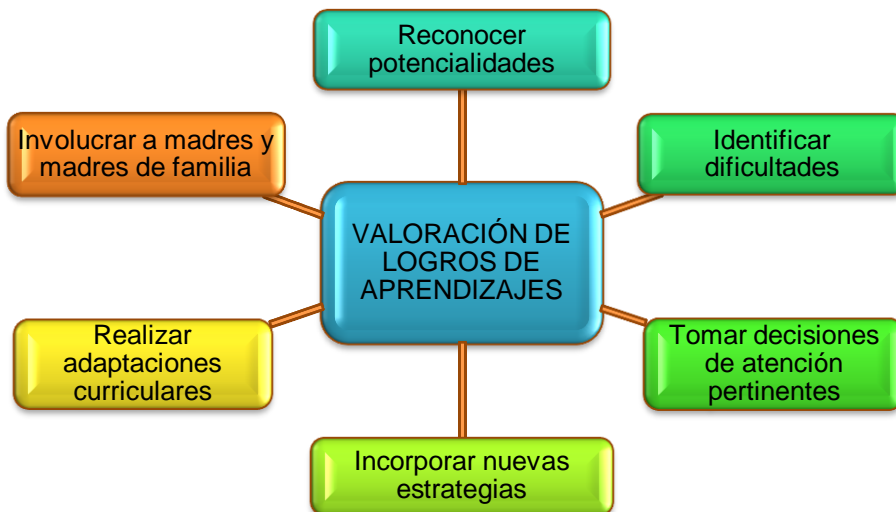 Reconocer
potencialidades
Identificar
dificultades
Tomar decisiones
de atención
pertinentes
Incorporar nuevas
estrategias
Realizar
adaptaciones
curriculares
Involucrar a madres y
madres de familia
VALORACIÓN DE
LOGROS DE
APRENDIZAJES